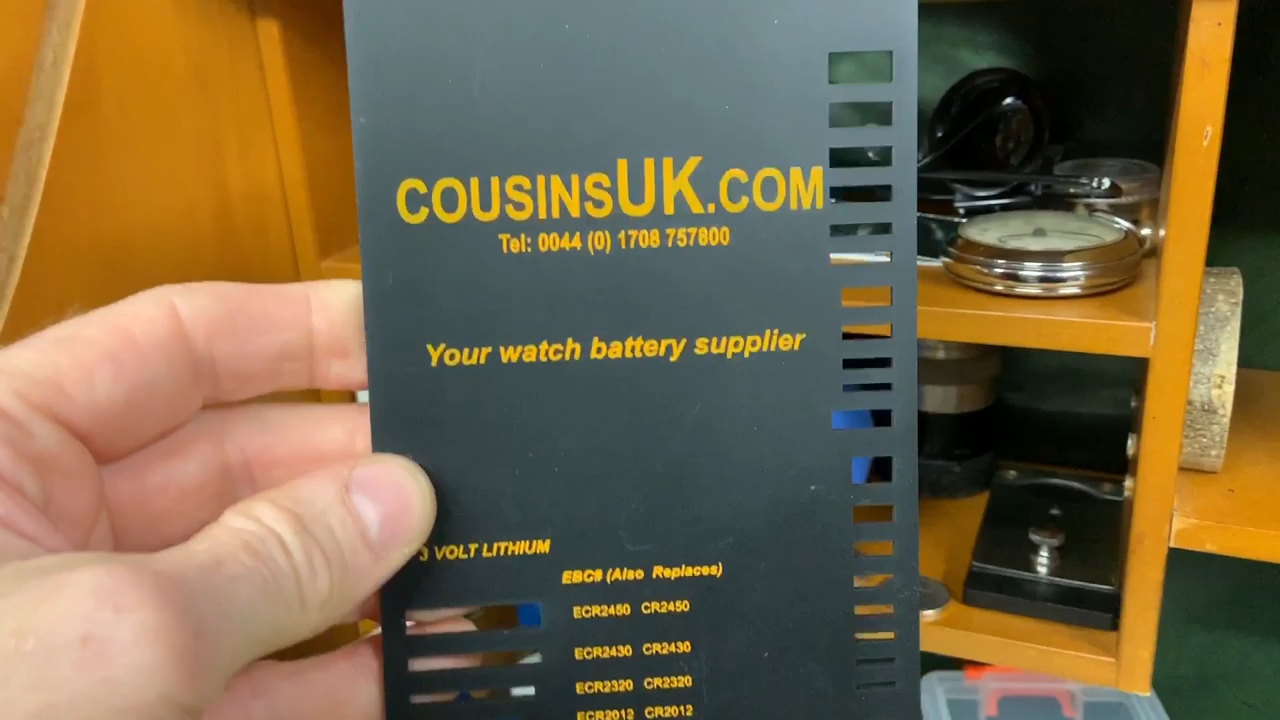 COUSINSUK.COM
Tel: 0044 (0) 1708 757800
Your watch battery supplier
3 VOLT LITHIUM
EBC# (Also Replaces)
ECR2450 CR2450
ECR2430 CR2430
ECR2320 CR2320
ECR2012 CR2012